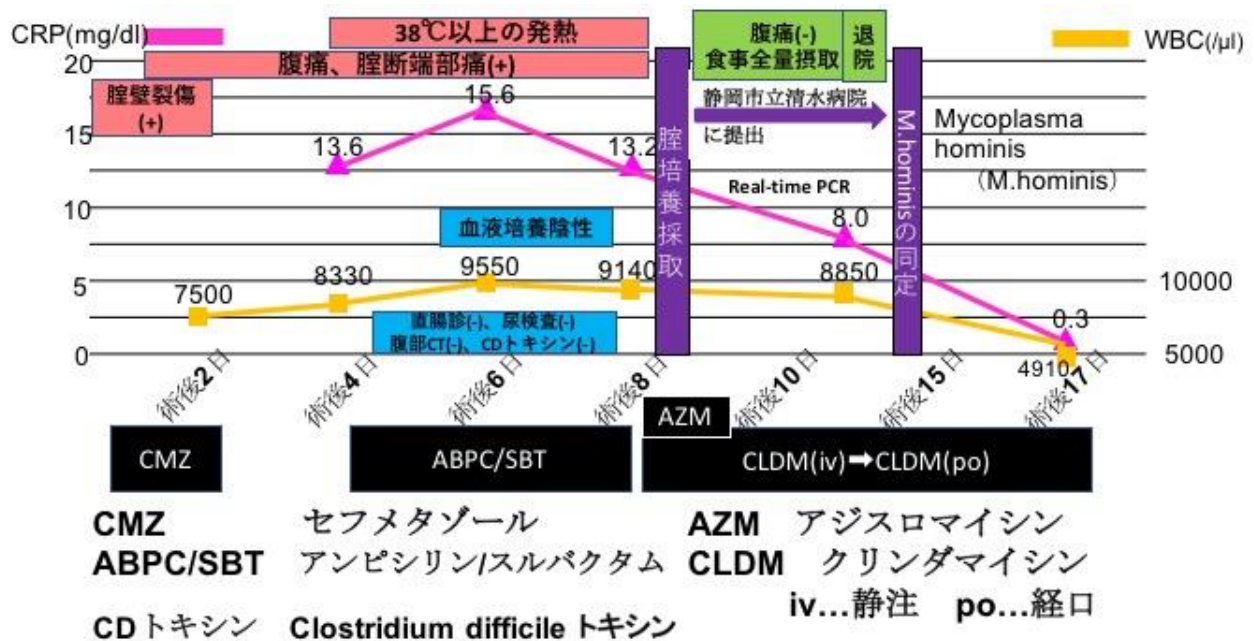 CRP(mg/dl)
38℃以上の発熱
腹痛(-)
食事全量摂取
退院
WBC(/μl)
20
腹痛、膣断端部痛(+)
膣壁裂傷
(+)
15.6
静岡市立清水病院
に提出
Mycoplasma
hominis
（M.hominis）
15
13.6
13.2
膣培養採取
M.hominisの同定
Real-time PCR
10
血液培養陰性
8.0
7500
8330
9550
9140
8850
5
10000
直腸診(-)、尿検査(-)
腹部CT(-)、CDトキシン(-)
0.3
0
4910
5000
術後2日
術後4日
術後6日
術後8日
術後10日
術後15日
術後17日
AZM
CMZ
ABPC/SBT
CLDM(iv)➡CLDM(po)
CMZ セフメタゾール AZM アジスロマイシン
ABPC/SBT アンピシリン/スルバクタム CLDM クリンダマイシン
iv…静注 po…経口
CDトキシン Clostridium difficile トキシン